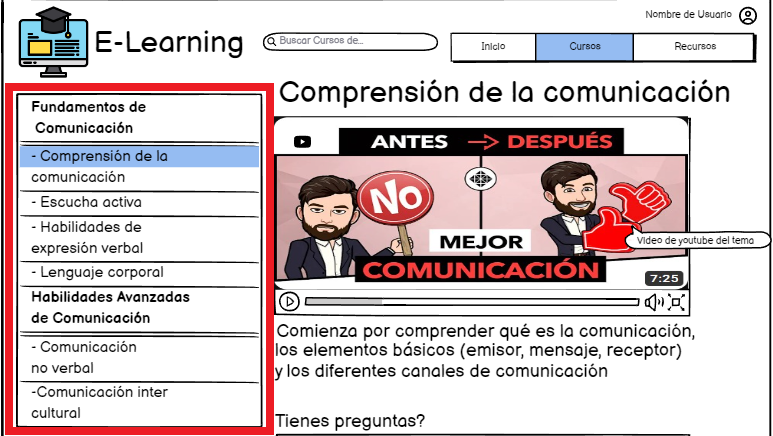 Nombre de Usuario
E-Learning
Buscar Cursos de...
Inicio
Cursos
Recursos
Fundamentos de
Comunicación
- Comprensión de la
comunicación
- Escucha activa
- Habilidades de
expresión verbal
- Lenguaje corporal
Habilidades Avanzadas
de Comunicación
- Comunicación
no verbal
-Comunicación inter
cultural
Comprensión de la comunicación
ANTES → DESPUÉS
No
MEJOR
COMUNICACIÓN
7:25
Video de youtube del tema
Comienza por comprender qué es la comunicación,
los elementos básicos (emisor, mensaje, receptor)
y los diferentes canales de comunicación
Tienes preguntas?